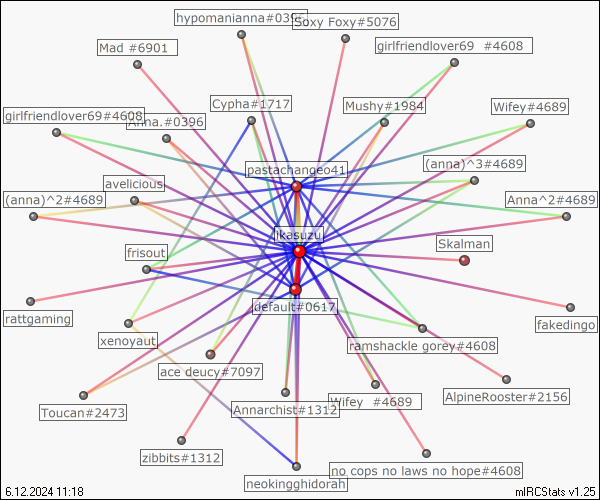 hypomanianna#0396
Soxy Foxy#5076
Mad #6901
girlfriendlover69 #4608
Cypha#1717
Mushy#1984
Wifey#4689
girlfriendlover69#4608
Anna.#0396
pastachangeo41
(anna)^3#4689
avelicious
(anna)^2#4689
Anna^2#4689
jkasuzu
Skalman
frisout
default#0617
rattgaming
fakedingo
xenoyaut
ramshackle gorey#4608
ace deucy#7097
AlpineRooster#2156
Toucan#2473
Annarchist#1312
Wifey #4689
zibbits#1312
no cops no laws no hope#4608
neokingghidorah
6.12.2024 11:18
mIRCStats v1.25